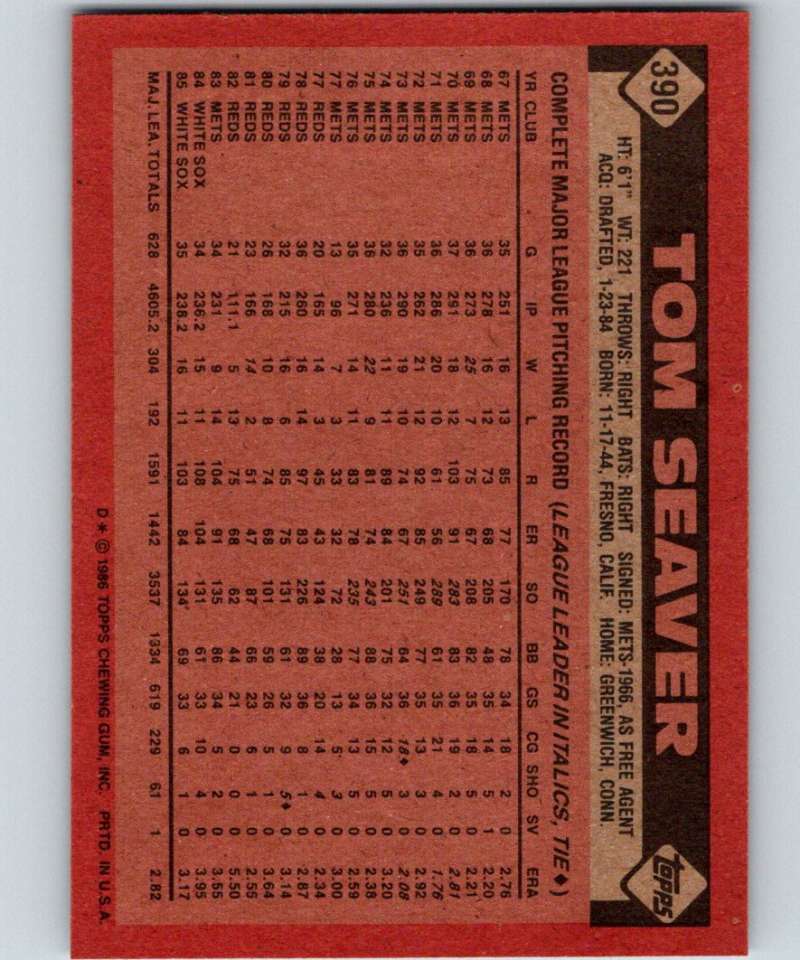 390 TOM SEAVER topps
HT: 6'1" WT: 221 THROWS: RIGHT BATS: RIGHT SIGNED: METS-1966, AS FREE AGENT
ACQ: DRAFTED, 1-23-84 BORN: 11-17-44, FRESNO, CALIF. HOME: GREENWICH, CONN.
COMPLETE MAJOR LEAGUE PITCHING RECORD (LEAGUE LEADER IN ITALICS, TIE♦)
YR CLUB G IP W L R ER SO BB GS CG SHO SV ERA
67 METS 35 251 16 13 85 77 170 78 34 18 2 0 2.76
68 METS 36 278 16 12 73 68 205 48 35 14 5 1 2.20
69 METS 36 273 25 7 75 67 208 82 35 18 5 0 2.21
70 METS 37 291 18 12 103 91 283 83 36 19 2 0 2.81
71 METS 36 286 20 10 61 56 289 61 35 21 4 0 1.76
72 METS 35 262 21 12 92 85 249 77 35 13 3 0 2.92
73 METS 36 290 19 10 74 67 251 64 36 18♦ 3 0 2.08
74 METS 32 236 11 11 89 84 201 75 32 12 5 0 3.20
75 METS 36 280 22 9 81 74 243 88 36 15 5 0 2.38
76 METS 35 271 14 11 83 78 235 77 34 13 5 0 2.59
77 METS 13 96 7 3 33 32 72 28 13 5 3 0 3.00
77 REDS 20 165 14 3 45 43 124 38 20 14 4 0 2.34
78 REDS 36 260 16 14 97 83 226 89 36 8 1 0 2.87
79 REDS 32 215 16 6 85 75 131 61 32 9 5♦ 0 3.14
80 REDS 26 168 10 8 74 68 101 59 26 5 1 0 3.64
81 REDS 23 166 14 2 51 47 87 66 23 6 1 0 2.55
82 REDS 21 111.1 5 13 75 68 62 44 21 0 0 0 5.50
83 METS 34 231 9 14 104 91 135 86 34 5 2 0 3.55
84 WHITE SOX 34 236.2 15 11 108 104 131 61 33 10 4 0 3.95
85 WHITE SOX 35 238.2 16 11 103 84 134 69 33 6 1 0 3.17
MAJ. LEA. TOTALS 628 4605.2 304 192 1591 1442 3537 1334 619 229 61 1 2.82
D* © 1986 TOPPS CHEWING GUM, INC. PRTD. IN U.S.A.